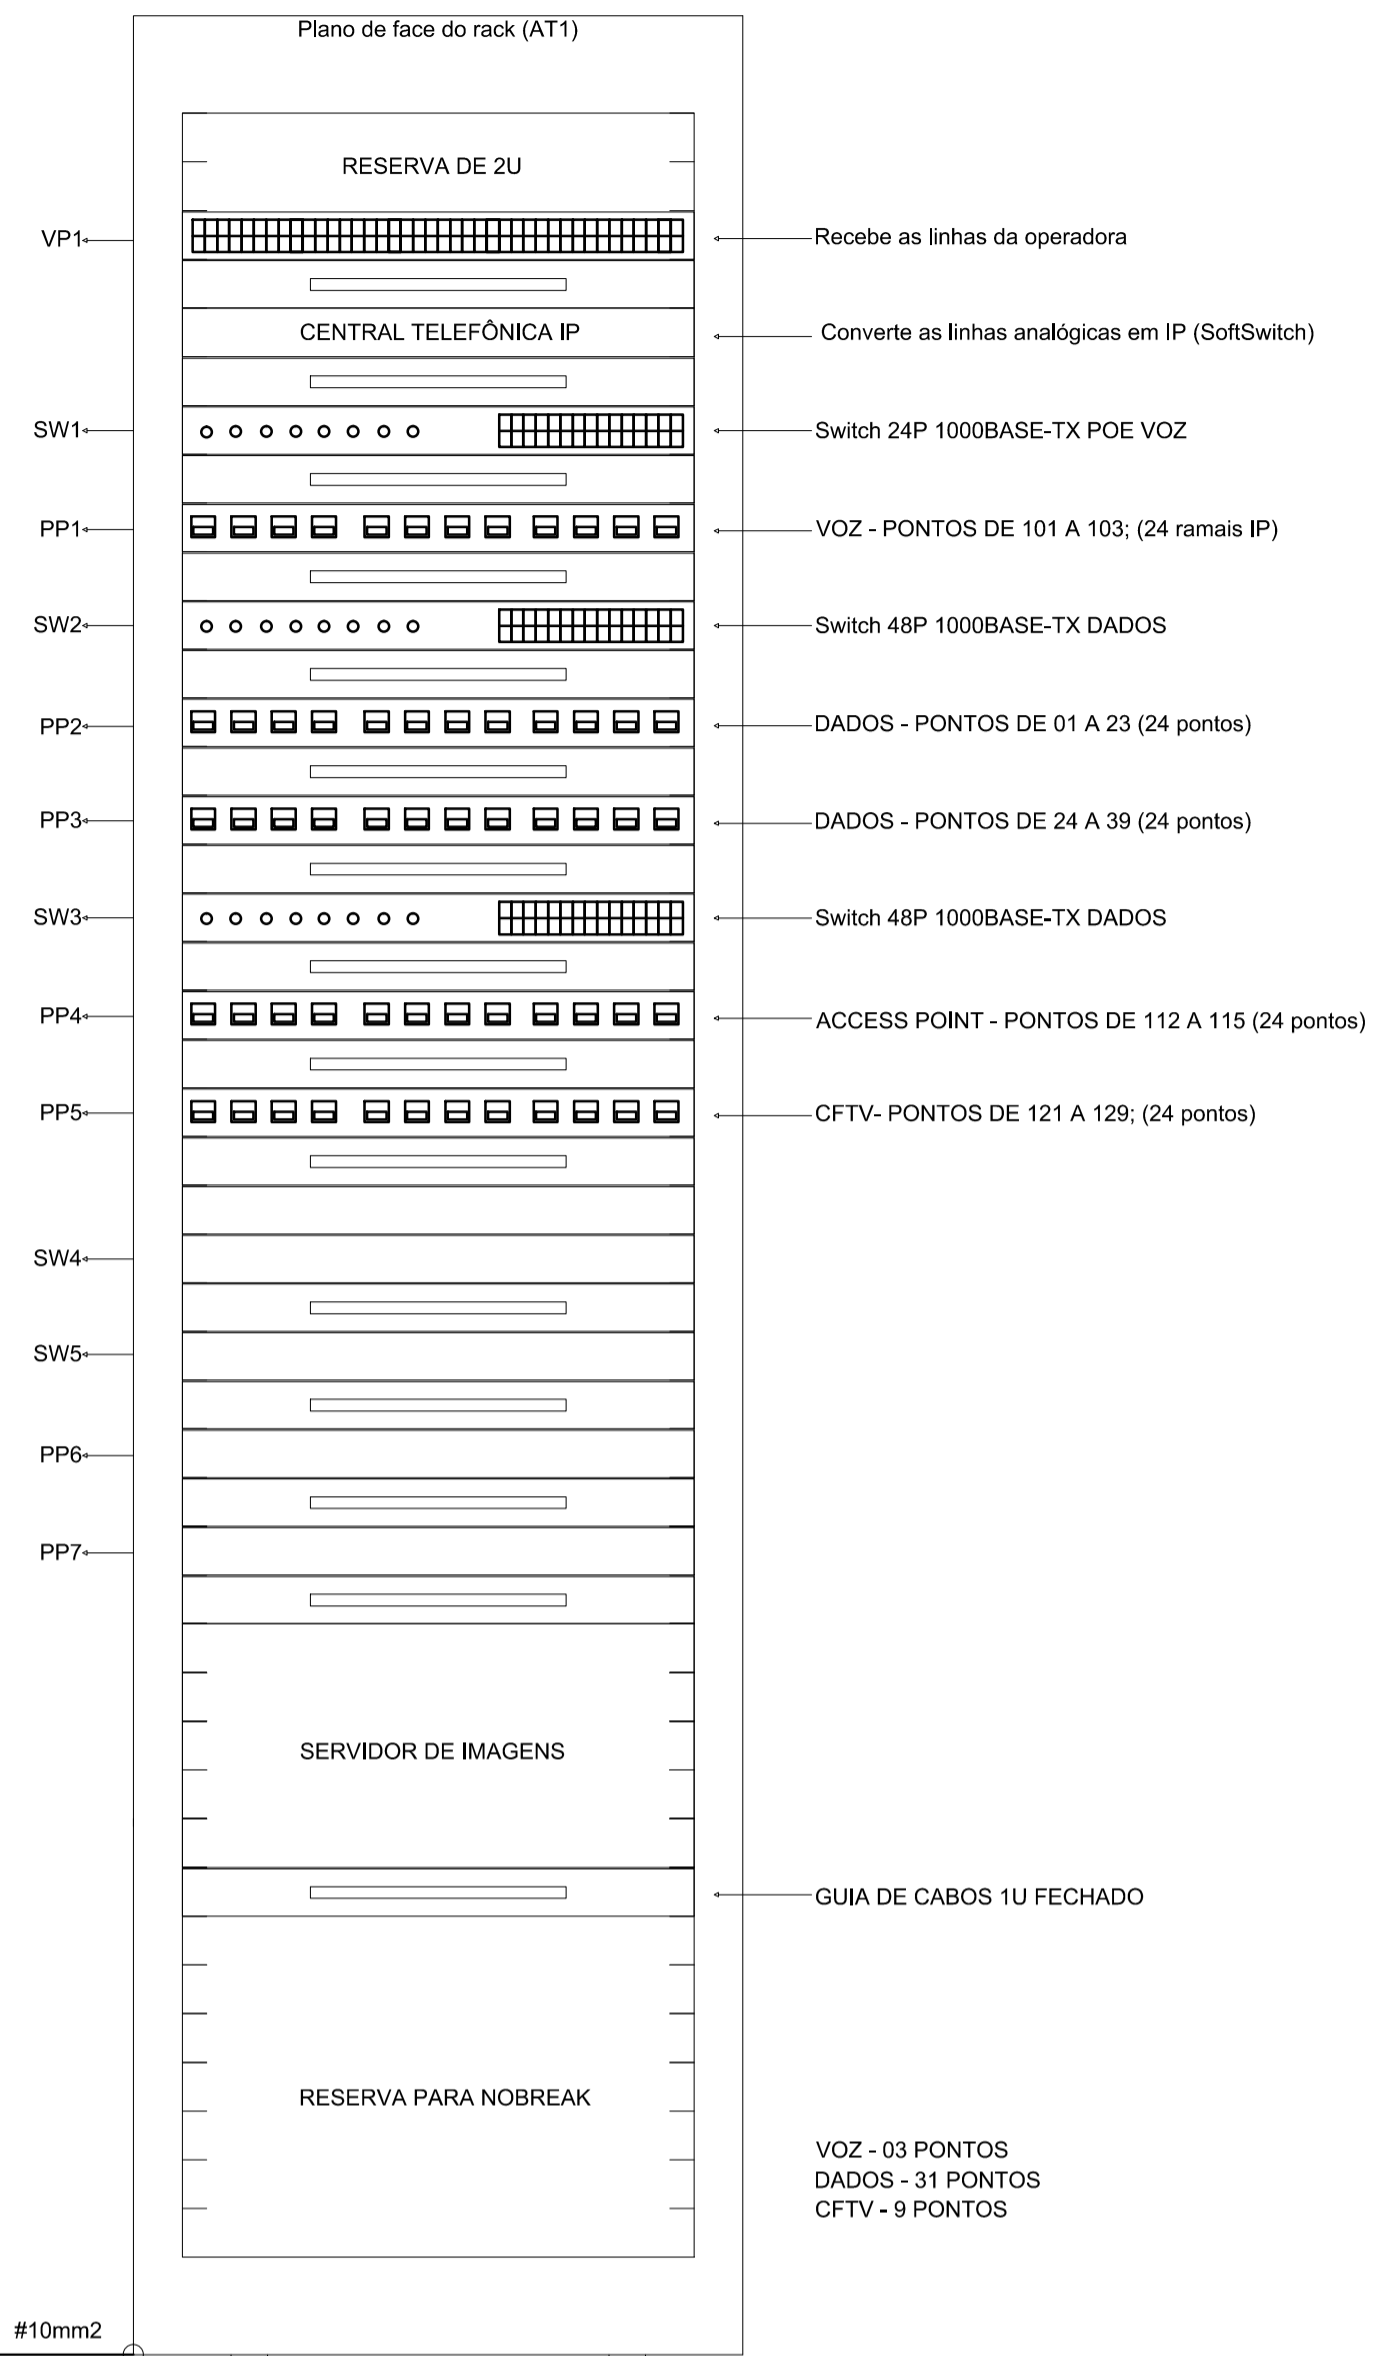 Plano de face do rack (AT1)
RESERVA DE 2U
VP1
Recebe as linhas da operadora
CENTRAL TELEFÔNICA IP
Converte as linhas analógicas em IP (SoftSwitch)
SW1
Switch 24P 1000BASE-TX POE VOZ
PP1
VOZ - PONTOS DE 101 A 103; (24 ramais IP)
SW2
Switch 48P 1000BASE-TX DADOS
PP2
DADOS - PONTOS DE 01 A 23 (24 pontos)
PP3
DADOS - PONTOS DE 24 A 39 (24 pontos)
SW3
Switch 48P 1000BASE-TX DADOS
PP4
ACCESS POINT - PONTOS DE 112 A 115 (24 pontos)
PP5
CFTV- PONTOS DE 121 A 129; (24 pontos)
SW4
SW5
PP6
PP7
SERVIDOR DE IMAGENS
GUIA DE CABOS 1U FECHADO
RESERVA PARA NOBREAK
VOZ - 03 PONTOS
DADOS - 31 PONTOS
CFTV - 9 PONTOS
#10mm2